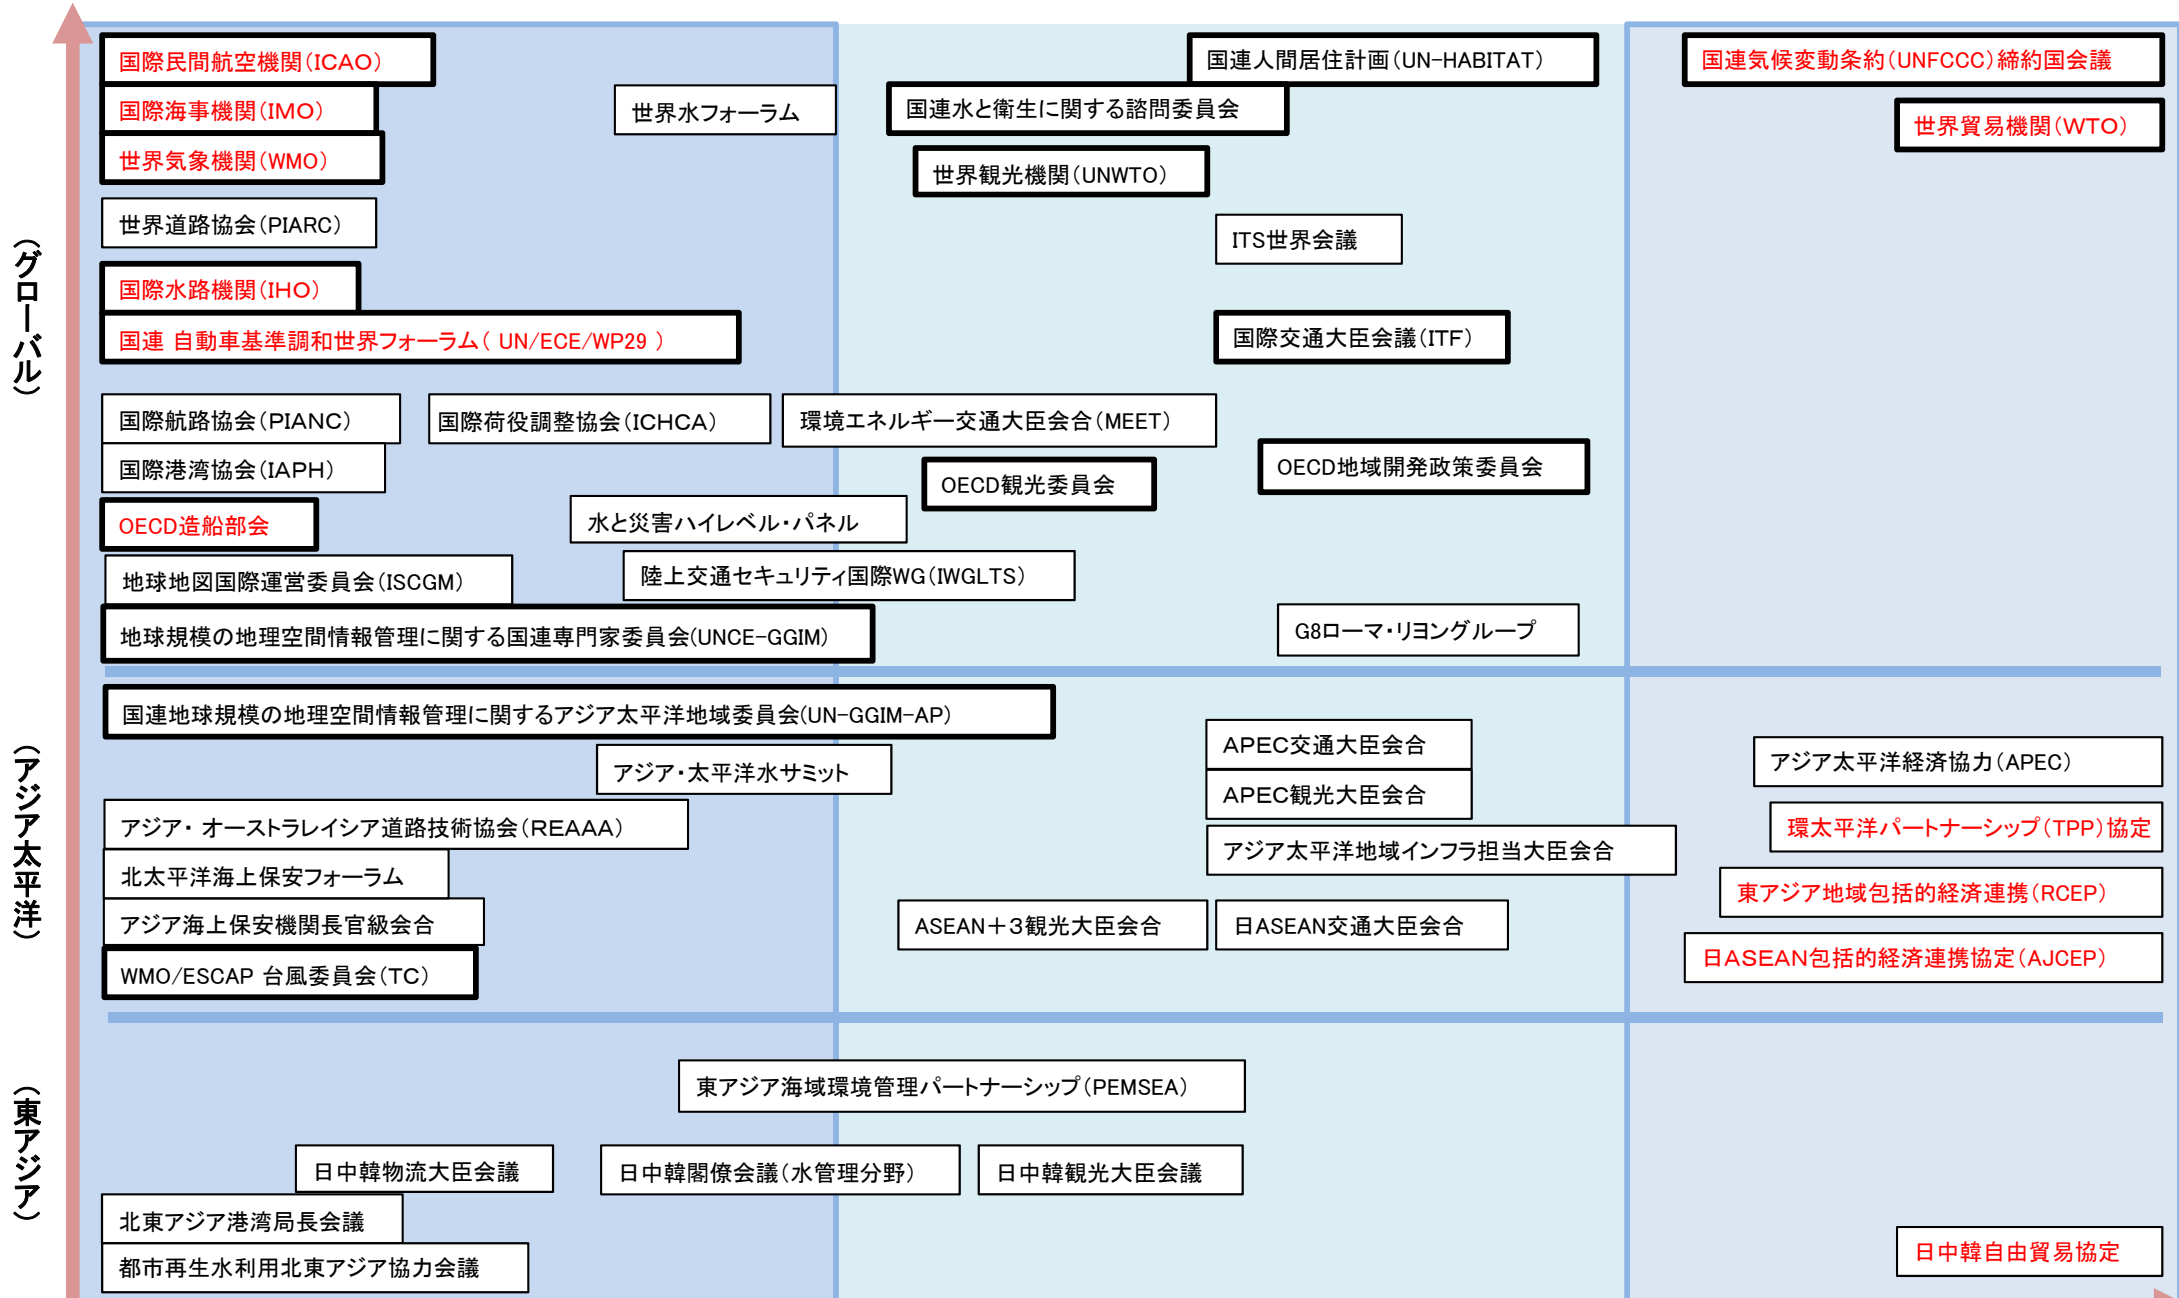 （グローバル）
国際民間航空機関（ICAO）
国連人間居住計画（UN-HABITAT）
国連気候変動条約（UNFCCC）締約国会議
国際海事機関（IMO）
世界水フォーラム
国連水と衛生に関する諮問委員会
世界貿易機関（WTO）
世界気象機関（WMO）
世界観光機関（UNWTO）
世界道路協会（PIARC）
ITS世界会議
国際水路機関（IHO）
国連 自動車基準調和世界フォーラム（ UN/ECE/WP29 ）
国際交通大臣会議（ITF）
国際航路協会（PIANC）
国際荷役調整協会（ICHCA）
環境エネルギー交通大臣会合（MEET）
国際港湾協会（IAPH）
OECD観光委員会
OECD地域開発政策委員会
OECD造船部会
水と災害ハイレベル・パネル
地球地図国際運営委員会（ISCGM）
陸上交通セキュリティ国際WG（IWGLTS）
地球規模の地理空間情報管理に関する国連専門家委員会(UNCE-GGIM)
G8ローマ・リヨングループ
（アジア太平洋）
国連地球規模の地理空間情報管理に関するアジア太平洋地域委員会(UN-GGIM-AP)
APEC交通大臣会合
アジア太平洋経済協力（APEC）
アジア・太平洋水サミット
APEC観光大臣会合
アジア・ オーストラレイシア道路技術協会（REAAA）
環太平洋パートナーシップ（TPP）協定
アジア太平洋地域インフラ担当大臣会合
北太平洋海上保安フォーラム
東アジア地域包括的経済連携（RCEP）
アジア海上保安機関長官級会合
ASEAN＋3観光大臣会合
日ASEAN交通大臣会合
WMO/ESCAP 台風委員会（TC）
日ASEAN包括的経済連携協定（AJCEP）
（東アジア）
東アジア海域環境管理パートナーシップ（PEMSEA）
日中韓物流大臣会議
日中韓閣僚会議（水管理分野）
日中韓観光大臣会議
北東アジア港湾局長会議
日中韓自由貿易協定
都市再生水利用北東アジア協力会議